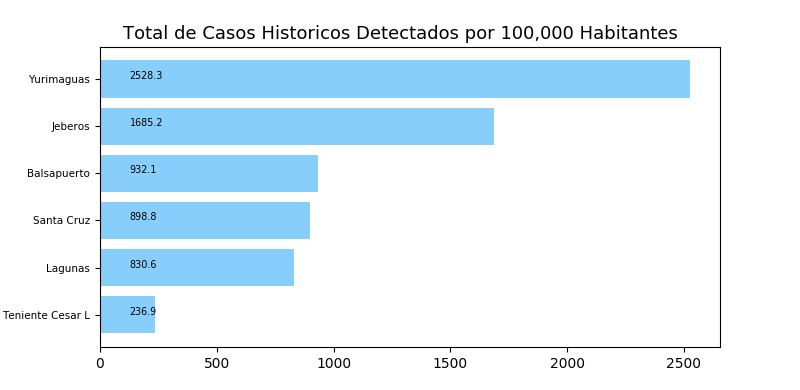 Total de Casos Historicos Detectados por 100,000 Habitantes
Yurimaguas 2528.3
Jeberos 1685.2
Balsapuerto 932.1
Santa Cruz 898.8
Lagunas 830.6
Teniente Cesar L 236.9
0 500 1000 1500 2000 2500